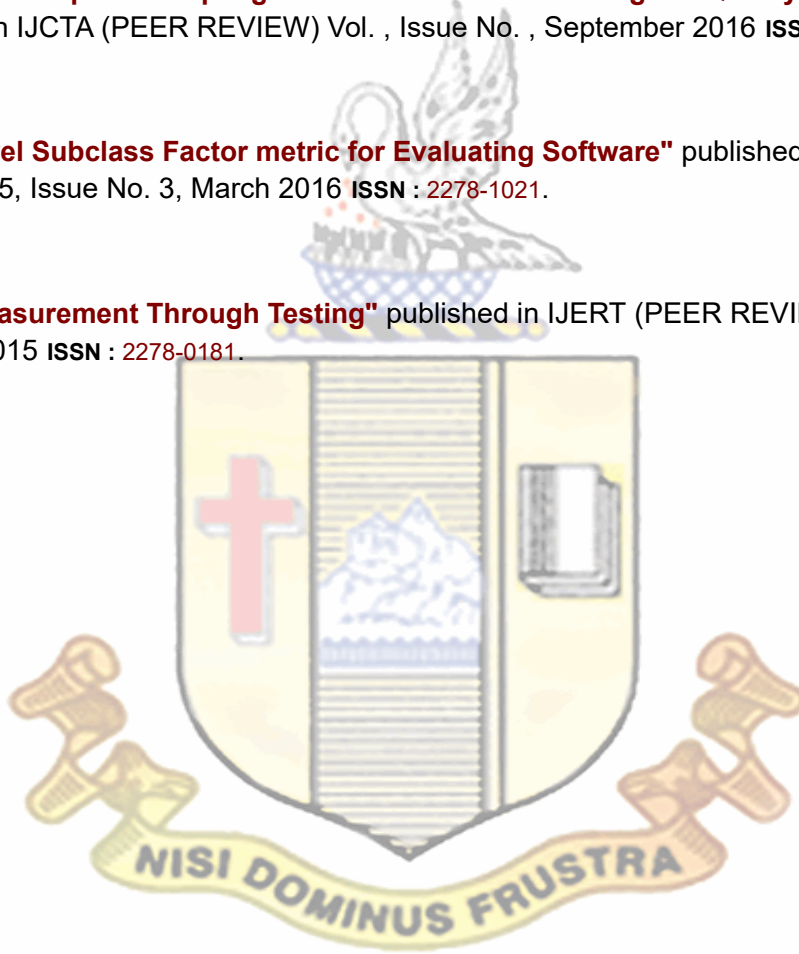 IJCTA (PEER REVIEW) Vol. , Issue No. , September 2016 ISS
el Subclass Factor metric for Evaluating Software" published
5, Issue No. 3, March 2016 ISSN : 2278-1021.
asurement Through Testing" published in IJERT (PEER REVI
015 ISSN : 2278-0181.
NISI DOMINUS FRUSTRA